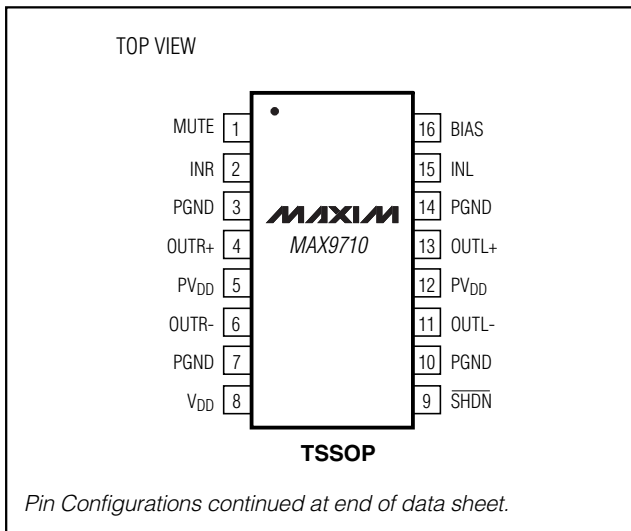 TOP VIEW
MUTE 1 16 BIAS
INR 2 15 INL
PGND 3 MAXIM 14 PGND
OUTR+ 4 MAX9710 13 OUTL+
PVDD 5 12 PVDD
OUTR- 6 11 OUTL-
PGND 7 10 PGND
VDD 8 9 SHDN
TSSOP
Pin Configurations continued at end of data sheet.